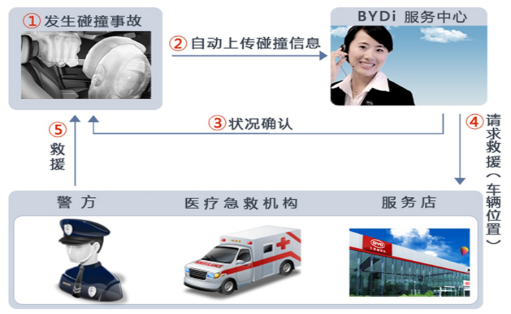 ①发生碰撞事故
BYDi 服务中心
②自动上传碰撞信息
③状况确认
④请求救援(车辆位置)
⑤救援
警方
医疗急救机构
服务店
BYD